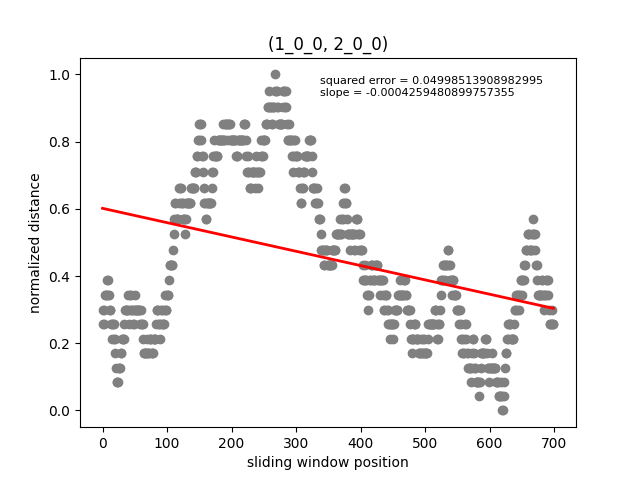 (1_0_0, 2_0_0)
squared error = 0.04998513908982995
slope = -0.0004259480899757355
1.0
0.8
0.6
0.4
0.2
0.0
normalized distance
0 100 200 300 400 500 600 700
sliding window position